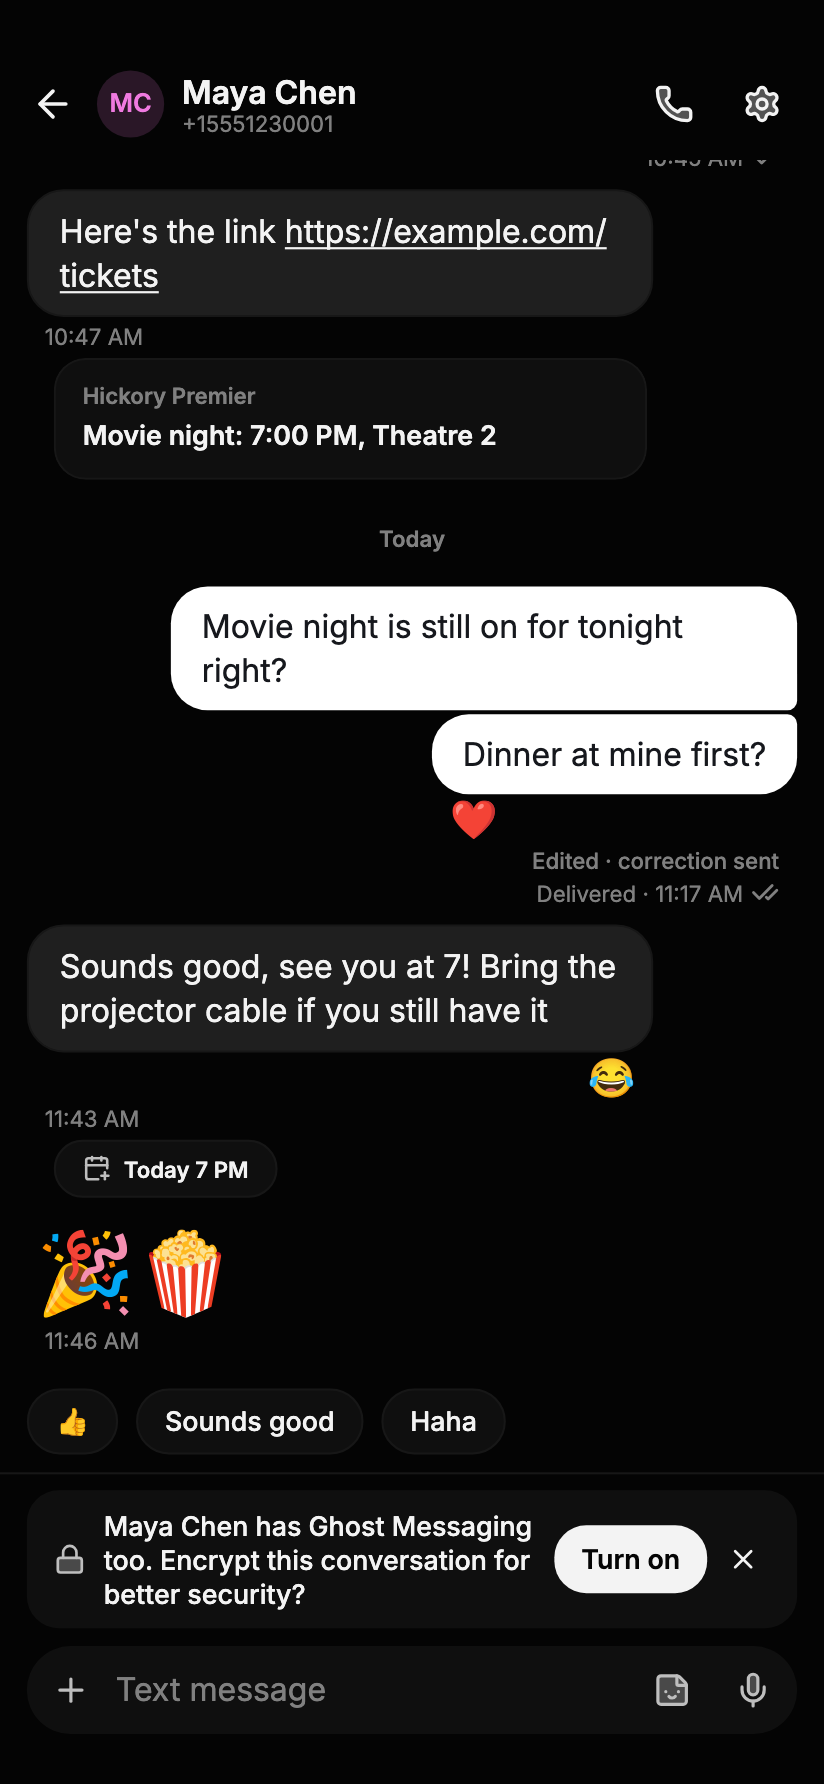 MC
Maya Chen
+15551230001
Here's the link https://example.com/
tickets
10:47 AM
Hickory Premier
Movie night: 7:00 PM, Theatre 2
Today
Movie night is still on for tonight
right?
Dinner at mine first?
Edited · correction sent
Delivered · 11:17 AM
Sounds good, see you at 7! Bring the
projector cable if you still have it
11:43 AM
Today 7 PM
11:46 AM
Sounds good
Haha
Maya Chen has Ghost Messaging
too. Encrypt this conversation for
better security?
Turn on
Text message